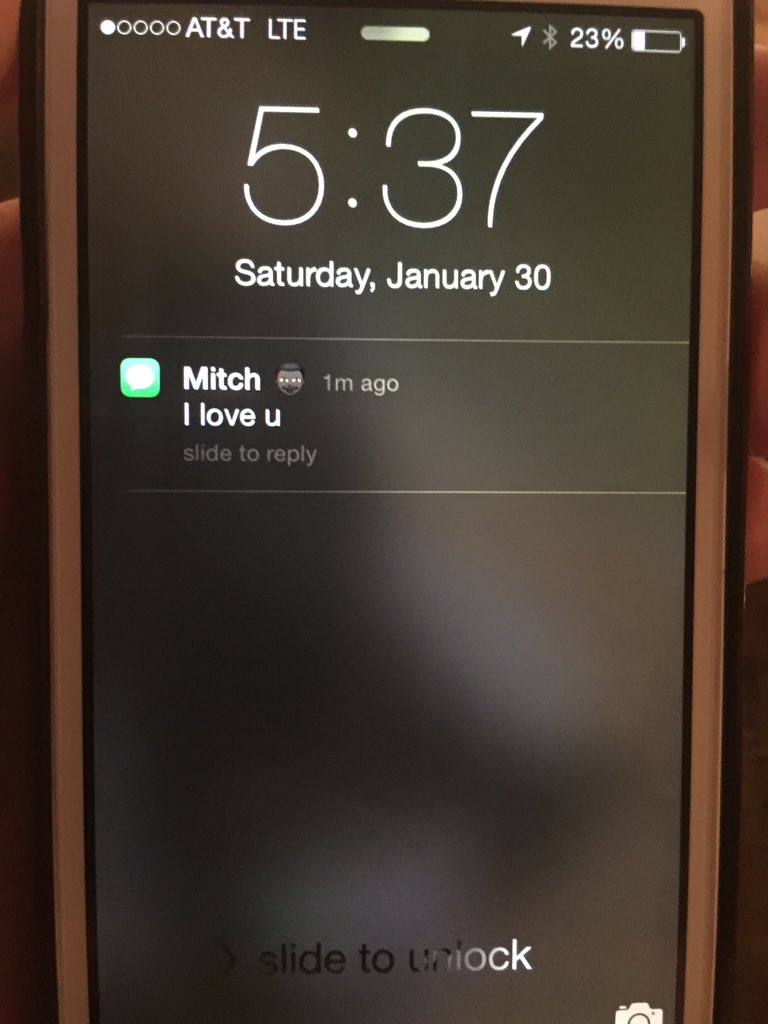 AT&T LTE 23%
5:37
Saturday, January 30
Mitch 1m ago
I love u
slide to reply
> slide to unlock